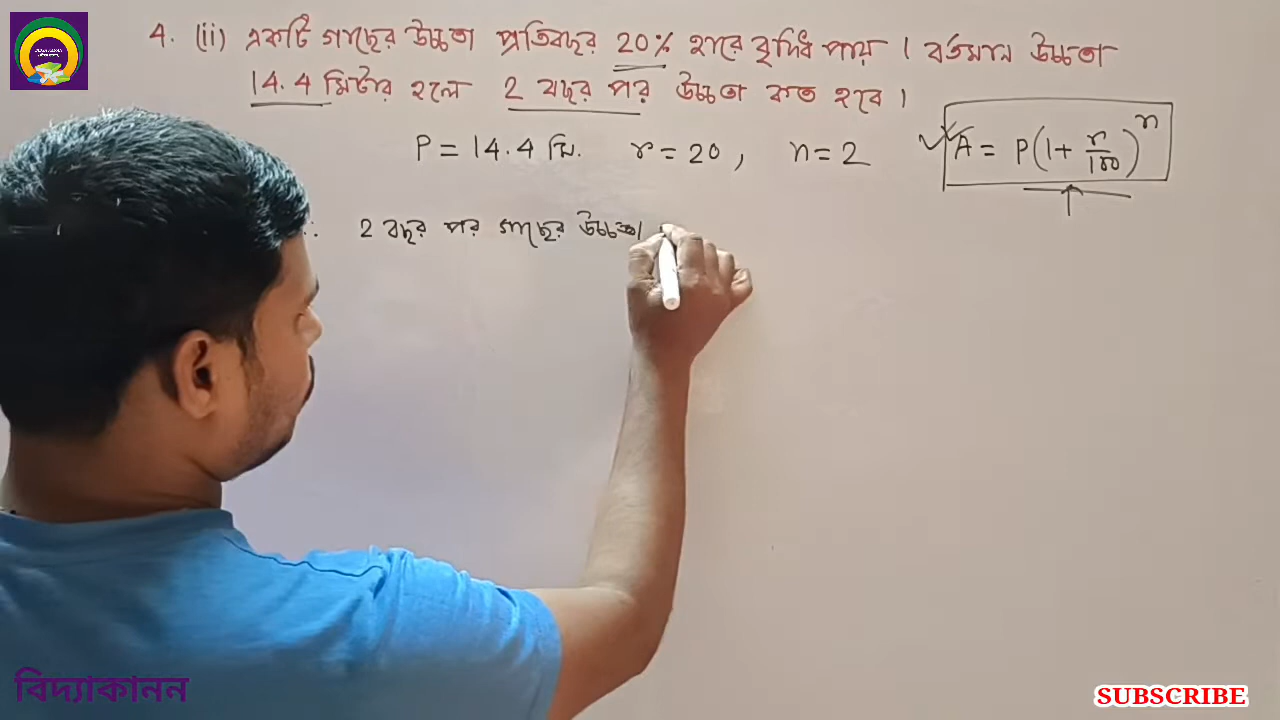 4. (ii) একটি গাছের উচ্চতা প্রতিবছর 20% হারে বৃদ্ধি পায়। বর্তমান উচ্চতা
14.4 মিটার হলে 2 বছর পর উচ্চতা কত হবে।
P = 14.4 মি. r = 20, n = 2
A = P(1 + r/100)^n
∴ 2 বছর পর গাছের উচ্চতা
বিদ্যাকানন
SUBSCRIBE